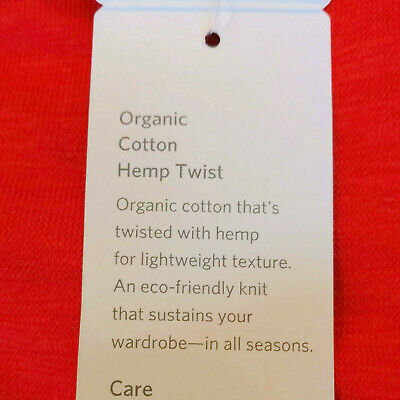 Organic
Cotton
Hemp Twist
Organic cotton that's
twisted with hemp
for lightweight texture.
An eco-friendly knit
that sustains your
wardrobe—in all seasons.
Care